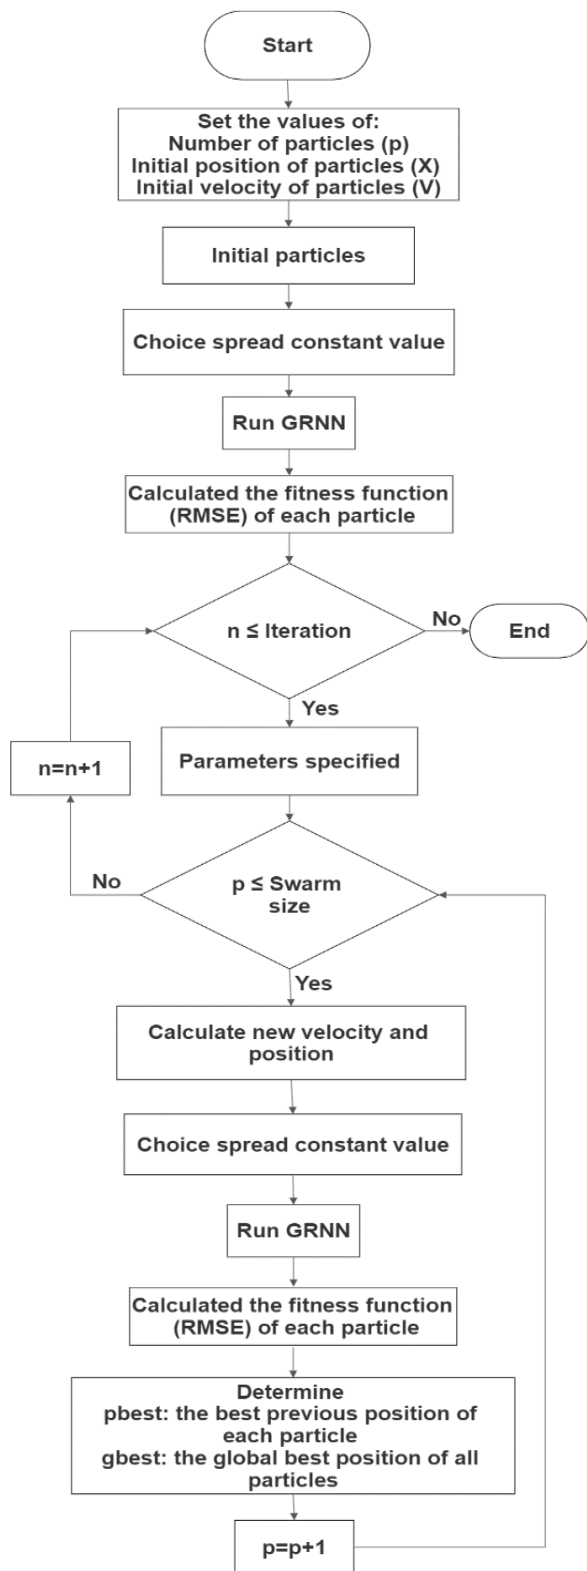 Start
Set the values of:
Number of particles (p)
Initial position of particles (X)
Initial velocity of particles (V)
Initial particles
Choice spread constant value
Run GRNN
Calculated the fitness function
(RMSE) of each particle
n ≤ Iteration
No
End
Yes
n=n+1
Parameters specified
No
p ≤ Swarm
size
Yes
Calculate new velocity and
position
Choice spread constant value
Run GRNN
Calculated the fitness function
(RMSE) of each particle
Determine
pbest: the best previous position of
each particle
gbest: the global best position of all
particles
p=p+1